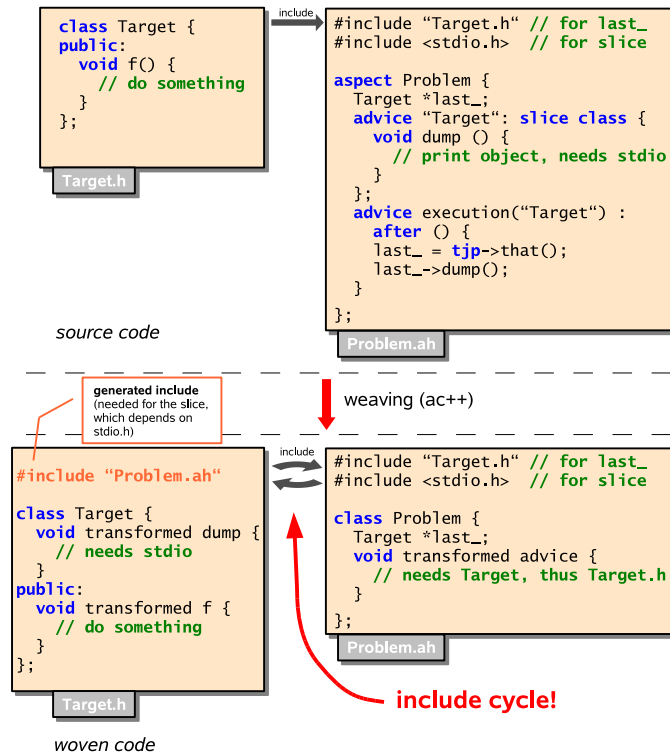 class Target {
public:
void f() {
// do something
}
};
Target.h
include
#include “Target.h“ // for last_
#include <stdio.h> // for slice
aspect Problem {
Target *last_;
advice “Target“: slice class {
void dump () {
// print object, needs stdio
}
};
advice execution(“Target“) :
after () {
last_ = tjp->that();
last_->dump();
}
};
Problem.ah
source code
generated include
(needed for the slice,
which depends on
stdio.h)
weaving (ac++)
#include “Problem.ah“
class Target {
void transformed dump {
// needs stdio
}
public:
void transformed f {
// do something
}
};
Target.h
include
#include “Target.h“ // for last_
#include <stdio.h> // for slice
class Problem {
Target *last_;
void transformed advice {
// needs Target, thus Target.h
}
};
Problem.ah
include cycle!
woven code